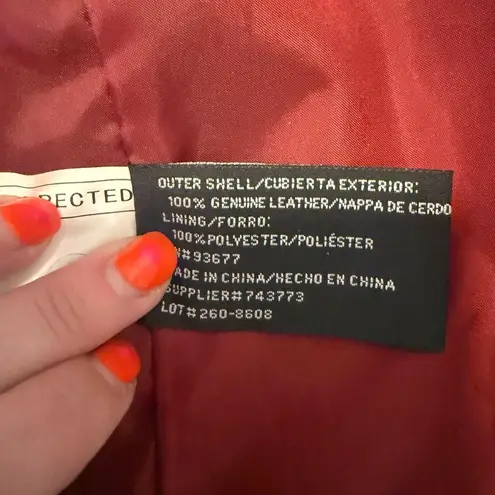 PECTED
OUTER SHELL/CUBIERTA EXTERIOR:
100% GENUINE LEATHER/NAPPA DE CERDO
LINING/FORRO:
100%POLYESTER/POLIÉSTER
#93677
ADE IN CHINA/HECHO EN CHINA
SUPPLIER#743773
LOT#260-8608